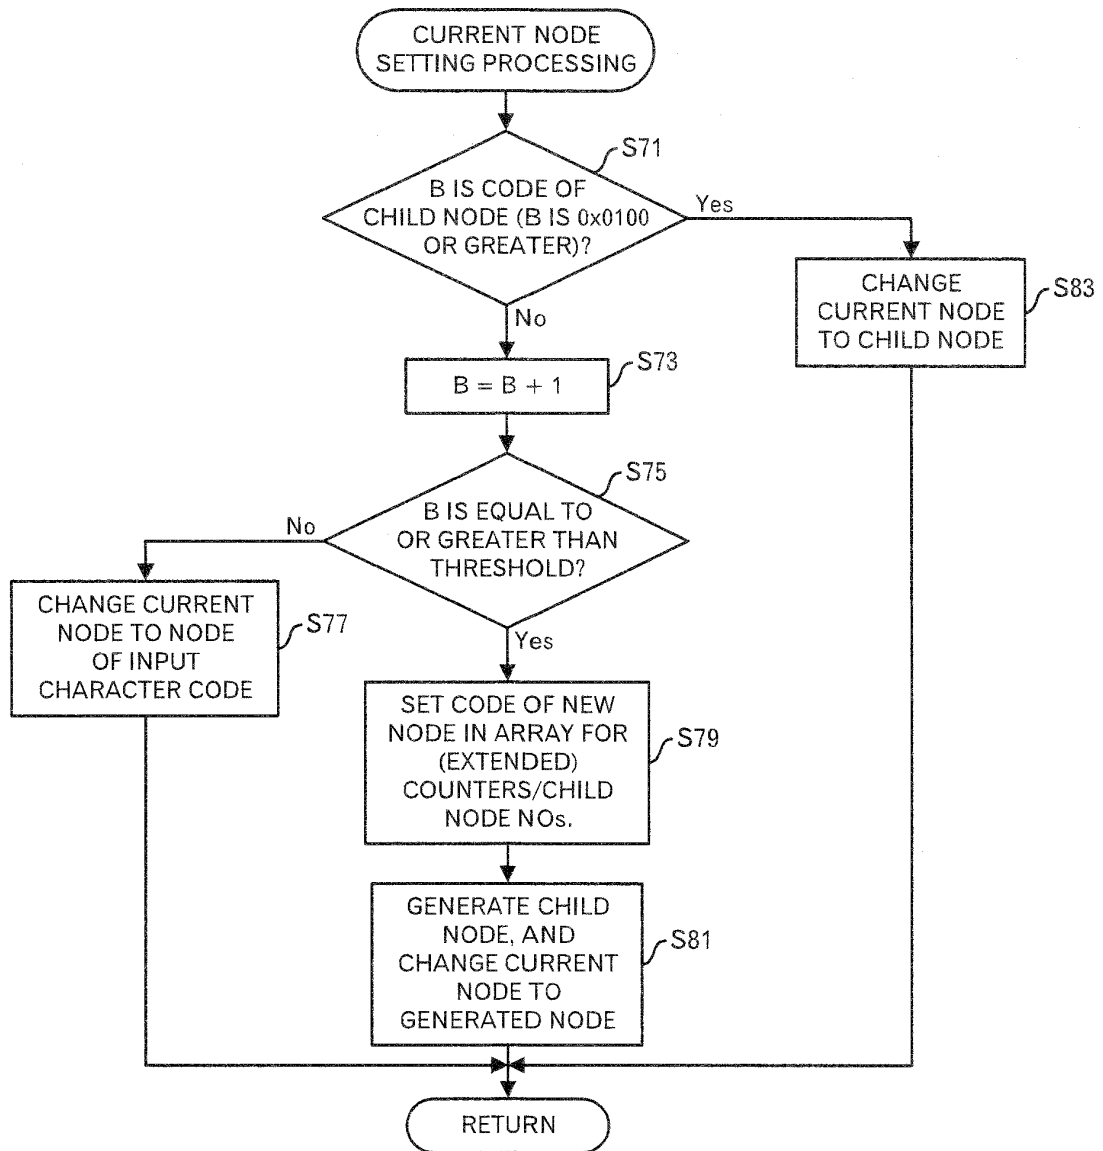 CURRENT NODE
SETTING PROCESSING
S71
B IS CODE OF
CHILD NODE (B IS 0x0100
OR GREATER)?
Yes
No
CHANGE
CURRENT NODE
TO CHILD NODE
S83
B = B + 1
S73
S75
B IS EQUAL TO
OR GREATER THAN
THRESHOLD?
No
Yes
CHANGE CURRENT
NODE TO NODE
OF INPUT
CHARACTER CODE
S77
SET CODE OF NEW
NODE IN ARRAY FOR
(EXTENDED)
COUNTERS/CHILD
NODE NOs.
S79
GENERATE CHILD
NODE, AND
CHANGE CURRENT
NODE TO
GENERATED NODE
S81
RETURN